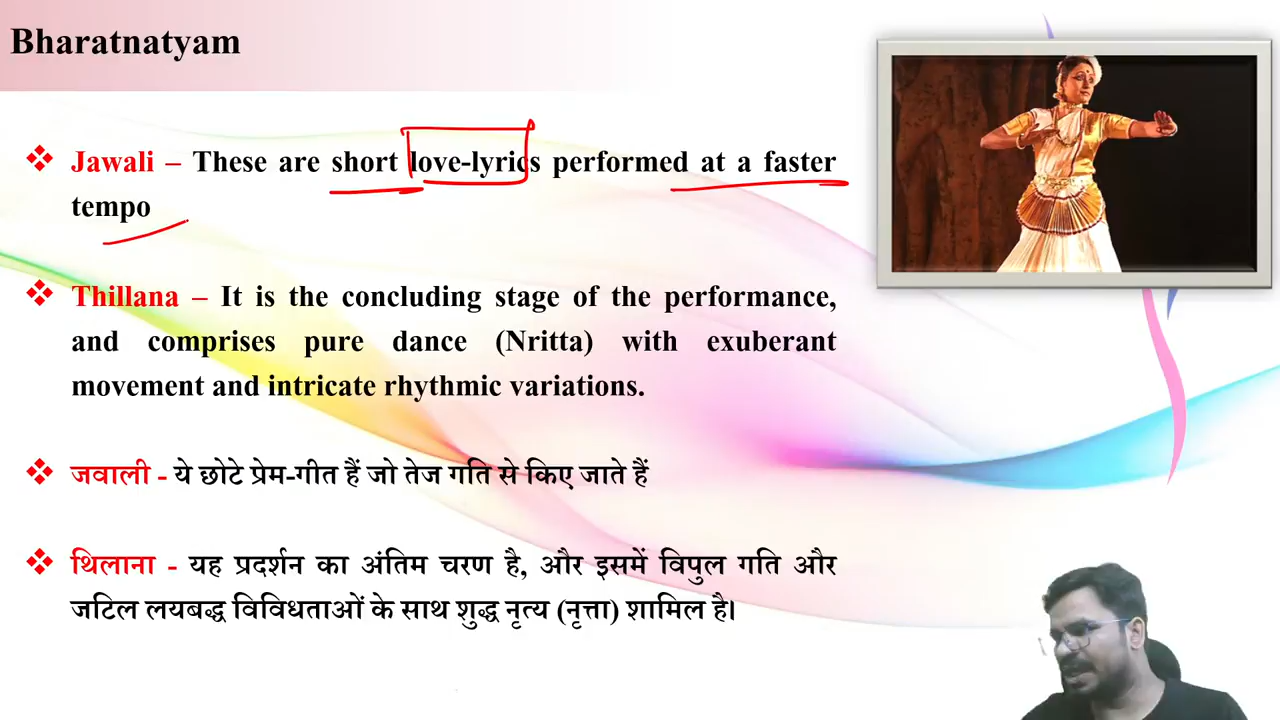 Bharatnatyam
❖ Jawali – These are short love-lyrics performed at a faster
tempo
❖ Thillana – It is the concluding stage of the performance,
and comprises pure dance (Nritta) with exuberant
movement and intricate rhythmic variations.
❖ जवाली - ये छोटे प्रेम-गीत हैं जो तेज गति से किए जाते हैं
❖ थिलाना - यह प्रदर्शन का अंतिम चरण है, और इसमें विपुल गति और
जटिल लयबद्ध विविधताओं के साथ शुद्ध नृत्य (नृत्ता) शामिल है।